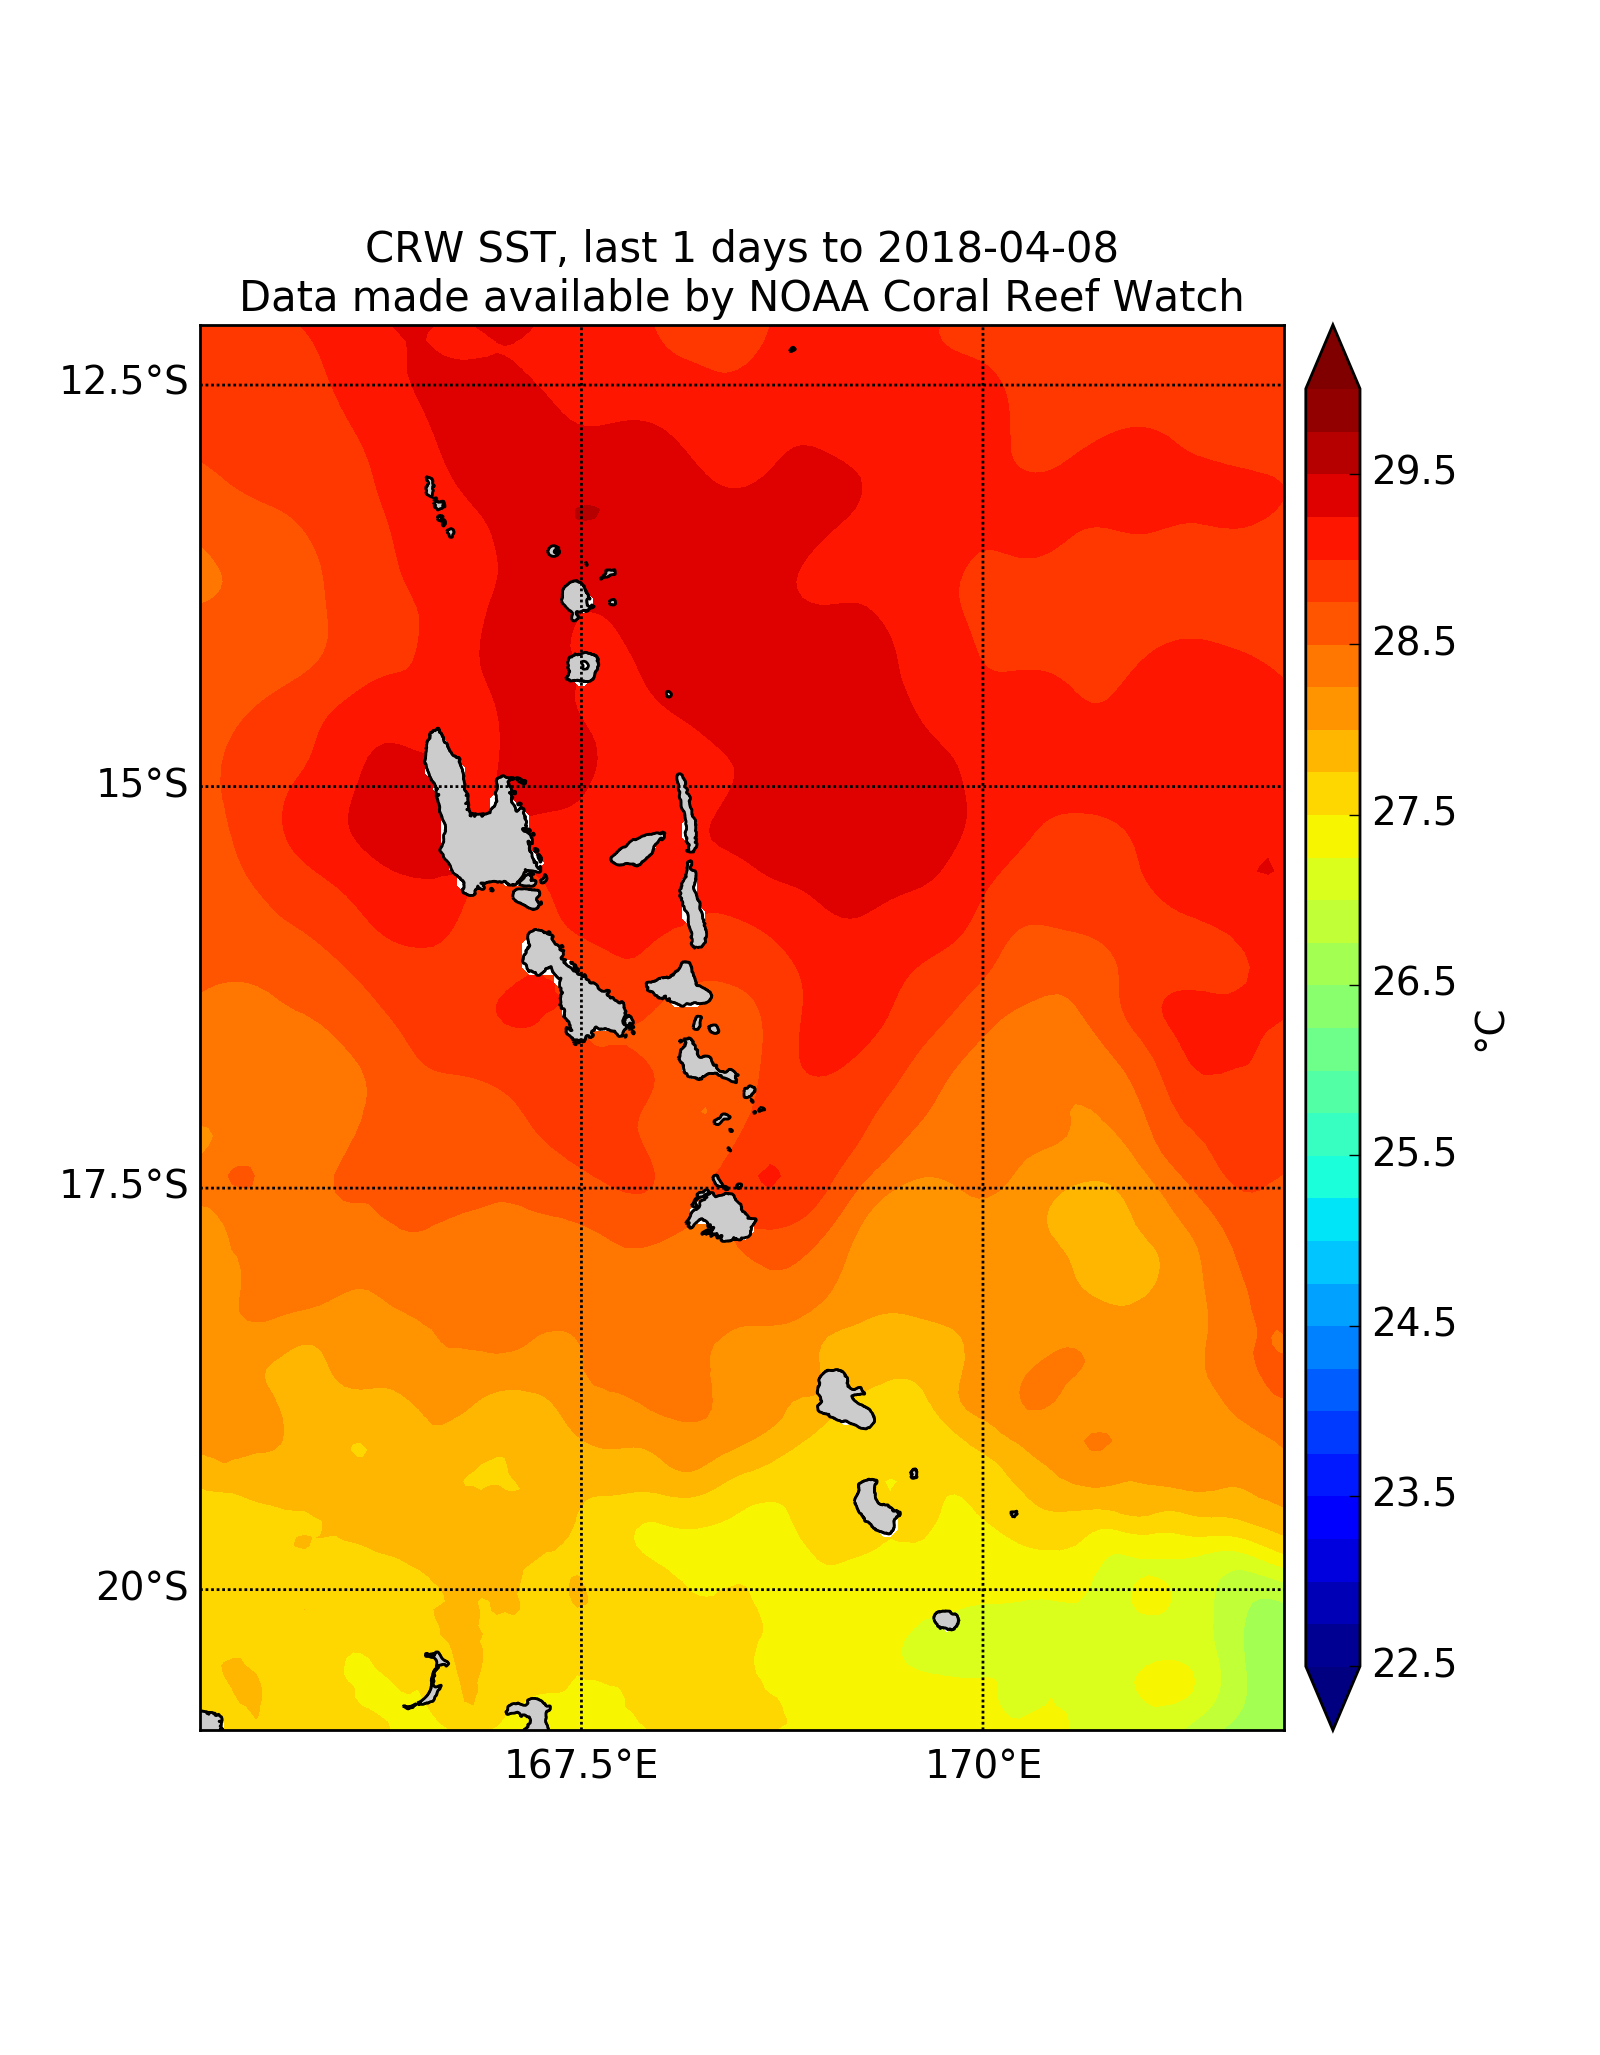 CRW SST, last 1 days to 2018-04-08
Data made available by NOAA Coral Reef Watch
12.5°S
15°S
17.5°S
20°S
167.5°E
170°E
29.5
28.5
27.5
26.5
25.5
24.5
23.5
22.5
°C